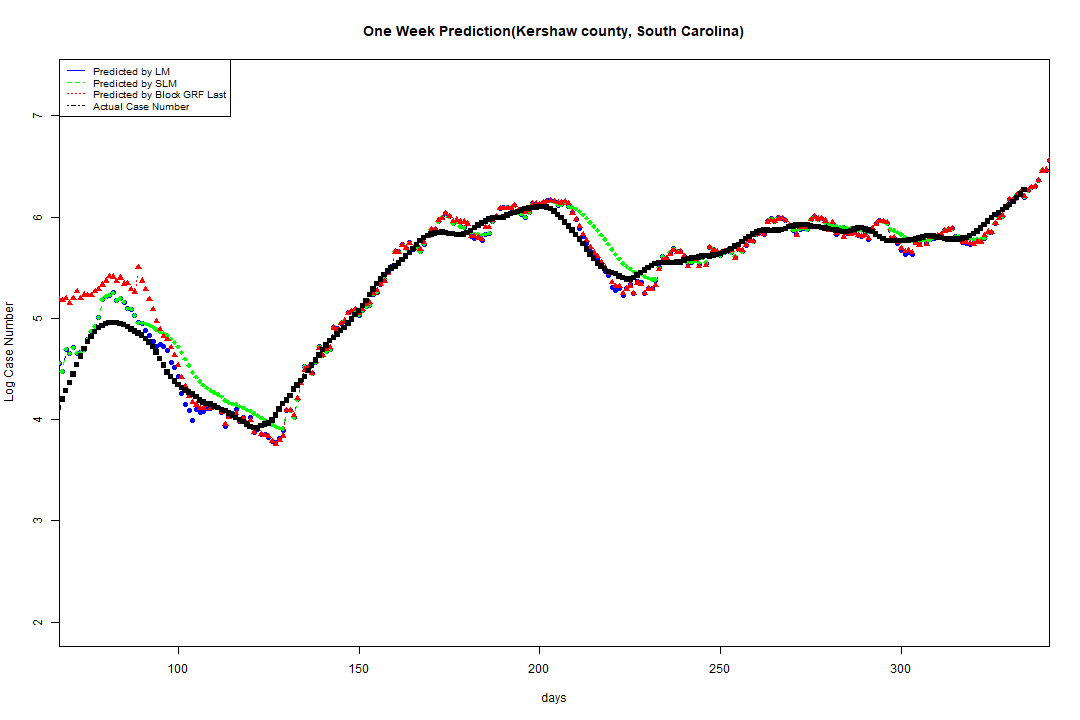 One Week Prediction(Kershaw county, South Carolina)
Predicted by LM
Predicted by SLM
Predicted by Block GRF Last
Actual Case Number
7
6
5
4
3
2
Log Case Number
100 150 200 250 300
days